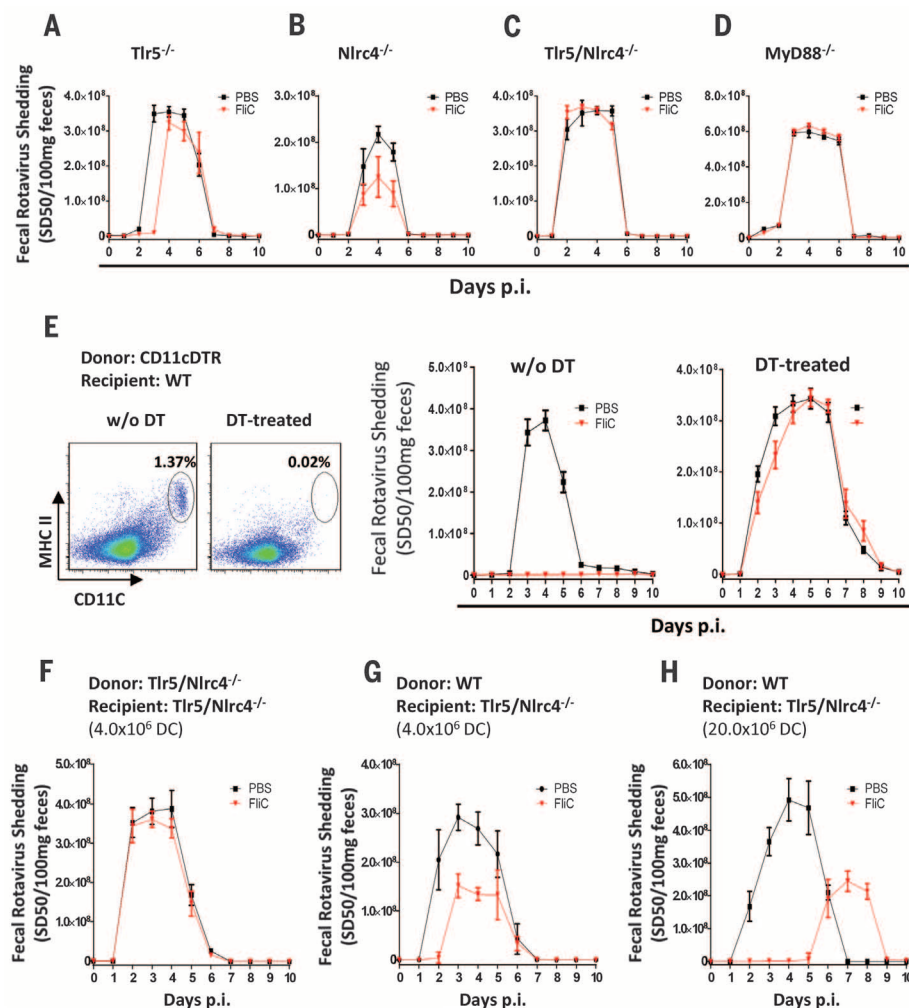 A
B
C
D
Tlr5-/-
Nlrc4-/-
Tlr5/Nlrc4-/-
MyD88-/-
Fecal Rotavirus Shedding
(SD50/100mg feces)
4.0×10⁸
3.0×10⁸
2.0×10⁸
1.0×10⁸
0
0 2 4 6 8 10
PBS
FliC
3.0×10⁸
2.0×10⁸
1.0×10⁸
0
0 2 4 6 8 10
PBS
FliC
4.0×10⁸
3.0×10⁸
2.0×10⁸
1.0×10⁸
0
0 2 4 6 8 10
PBS
FliC
8.0×10⁸
6.0×10⁸
4.0×10⁸
2.0×10⁸
0
0 2 4 6 8 10
PBS
FliC
Days p.i.
E
Donor: CD11cDTR
Recipient: WT
w/o DT
DT-treated
1.37%
0.02%
MHC II
CD11C
Fecal Rotavirus Shedding
(SD50/100mg feces)
w/o DT
5.0×10⁸
4.0×10⁸
3.0×10⁸
2.0×10⁸
1.0×10⁸
0
0 1 2 3 4 5 6 7 8 9 10
PBS
FliC
DT-treated
4.0×10⁸
3.0×10⁸
2.0×10⁸
1.0×10⁸
0
0 1 2 3 4 5 6 7 8 9 10
Days p.i.
F
Donor: Tlr5/Nlrc4-/-
Recipient: Tlr5/Nlrc4-/-
(4.0x10⁶ DC)
Fecal Rotavirus Shedding
(SD50/100mg feces)
5.0×10⁸
4.0×10⁸
3.0×10⁸
2.0×10⁸
1.0×10⁸
0
0 1 2 3 4 5 6 7 8 9 10
PBS
FliC
Days p.i.
G
Donor: WT
Recipient: Tlr5/Nlrc4-/-
(4.0x10⁶ DC)
Fecal Rotavirus Shedding
(SD50/100mg feces)
40×10⁸
30×10⁸
20×10⁸
10×10⁸
0
0 1 2 3 4 5 6 7 8 9 10
PBS
FliC
Days p.i.
H
Donor: WT
Recipient: Tlr5/Nlrc4-/-
(20.0x10⁶ DC)
Fecal Rotavirus Shedding
(SD50/100mg feces)
6.0×10⁸
5.0×10⁸
4.0×10⁸
3.0×10⁸
2.0×10⁸
1.0×10⁸
0
0 1 2 3 4 5 6 7 8 9 10
PBS
FliC
Days p.i.